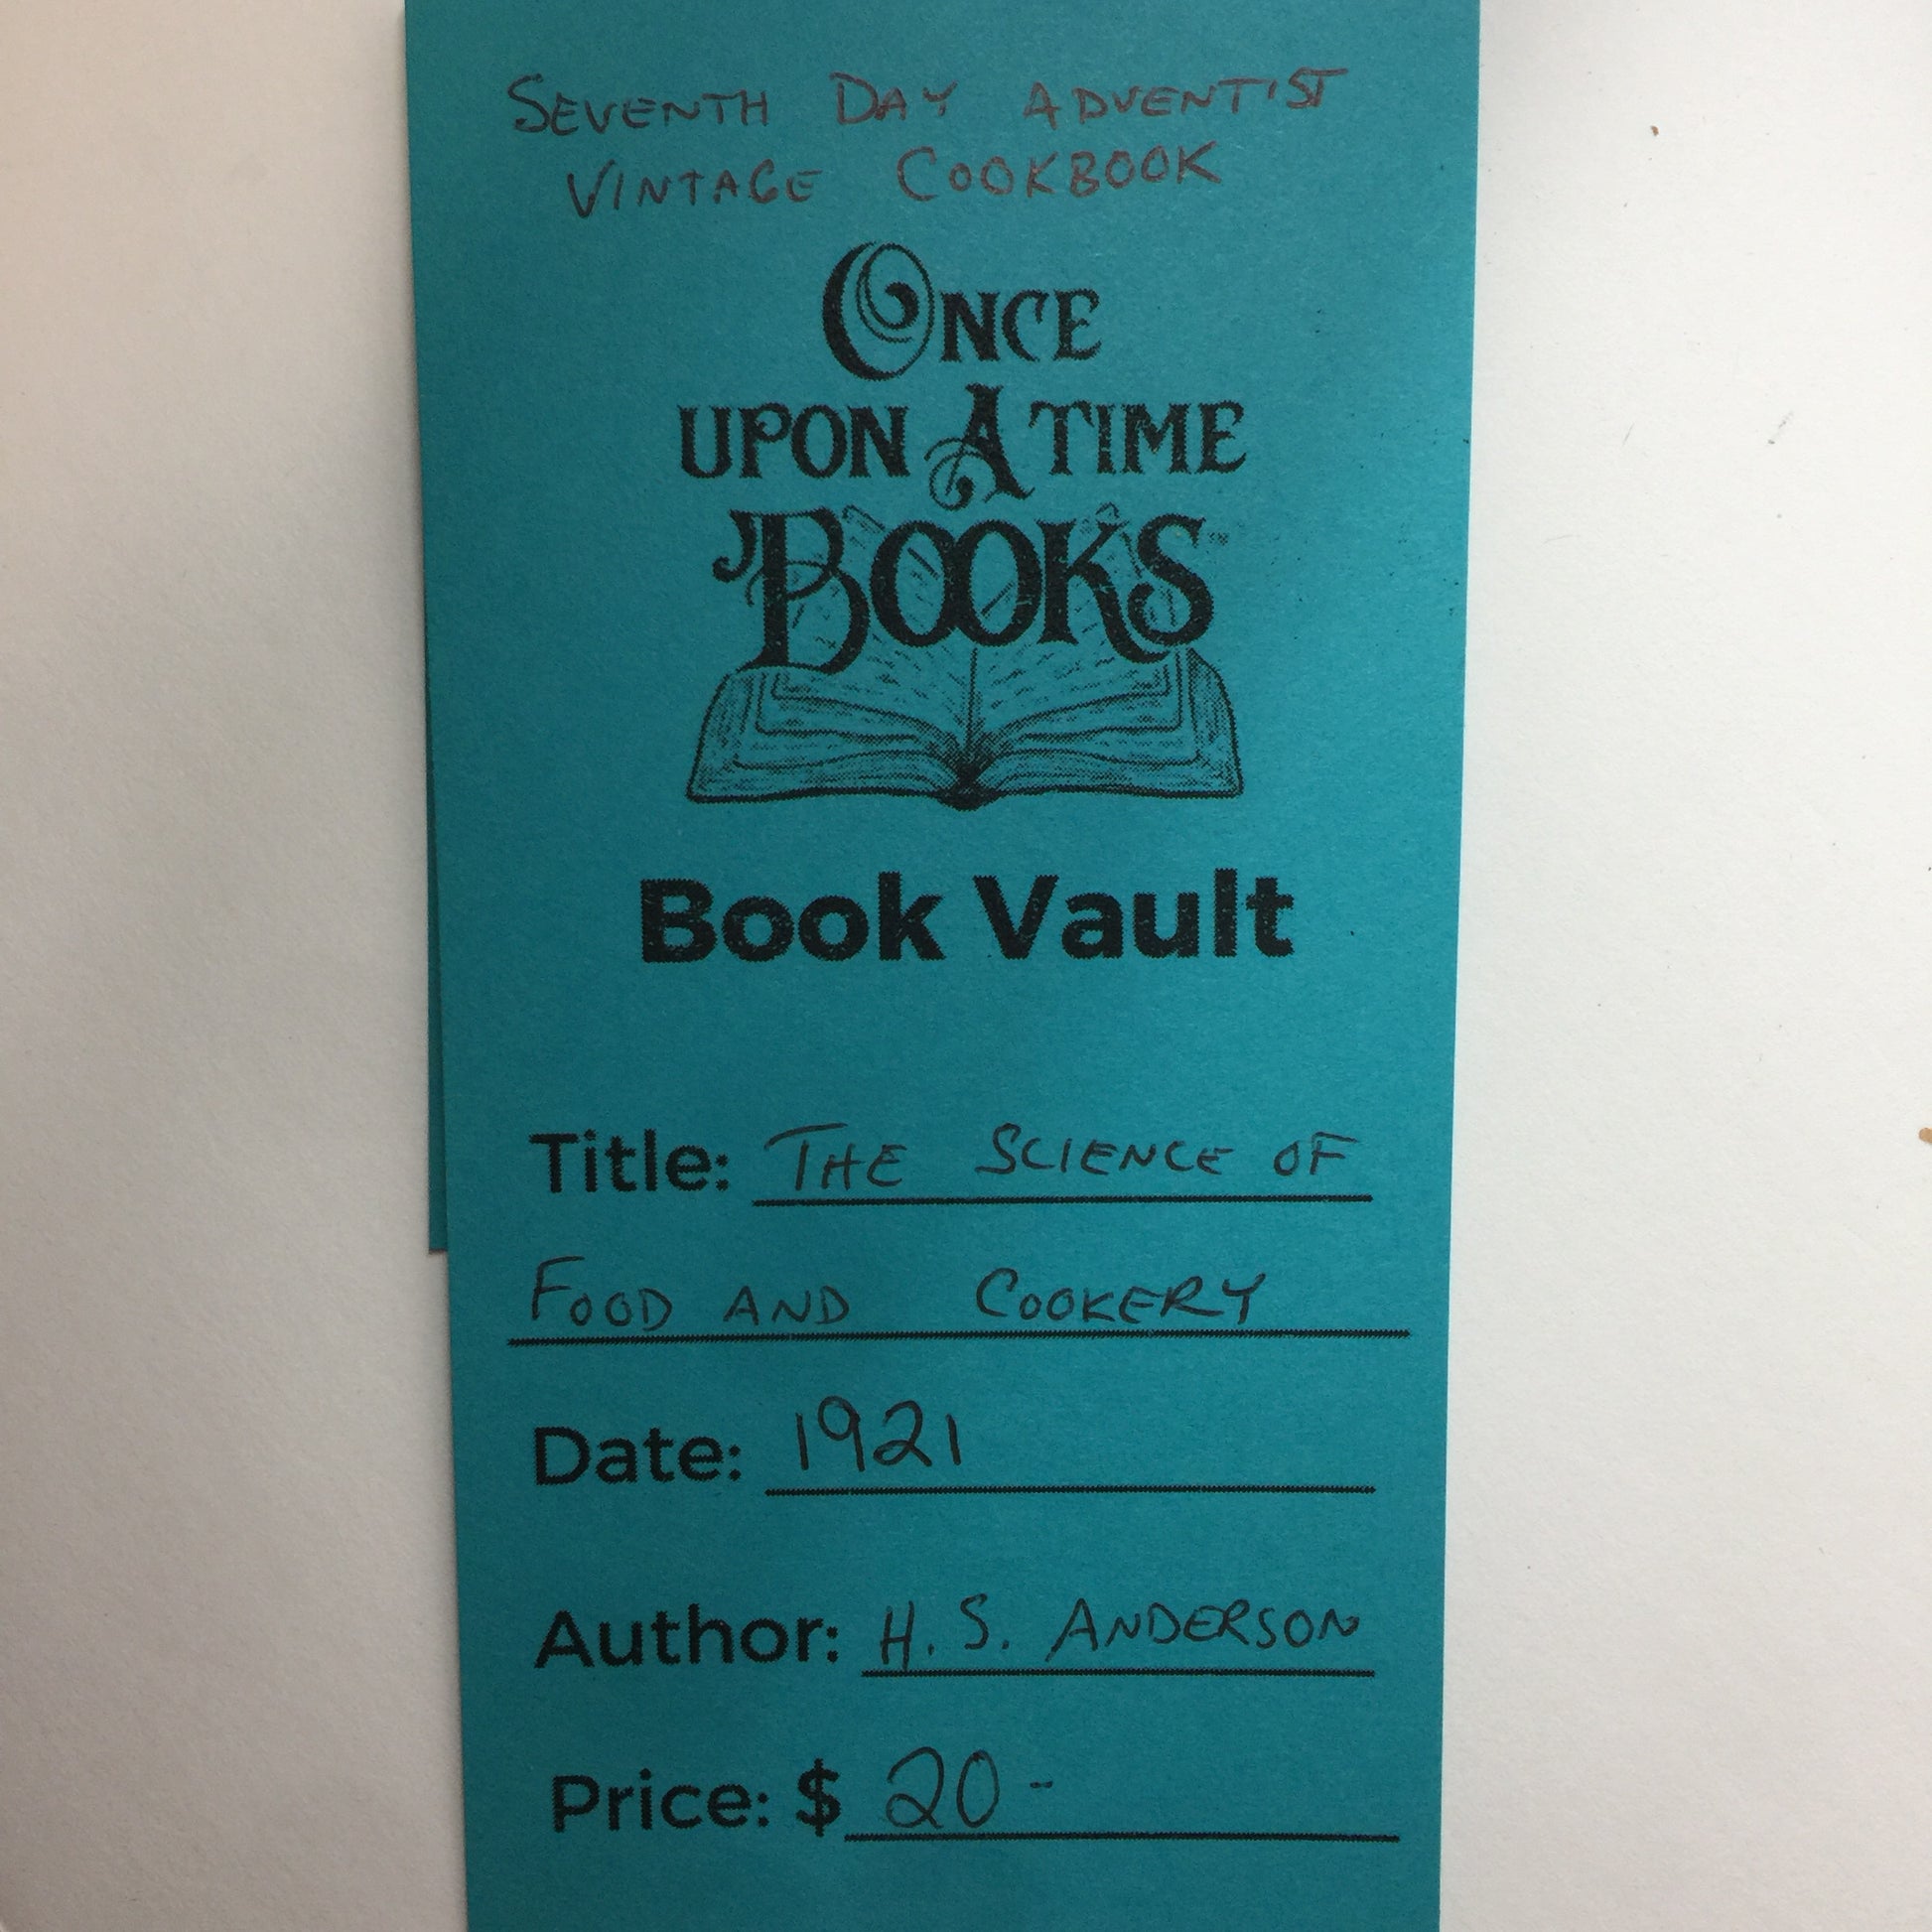 SEVENTH DAY ADVENTIST
VINTAGE COOKBOOK
ONCE
UPON A TIME
BOOKS
Book Vault
Title: THE SCIENCE OF
FOOD AND COOKERY
Date: 1921
Author: H. S. ANDERSON
Price: $ 20-